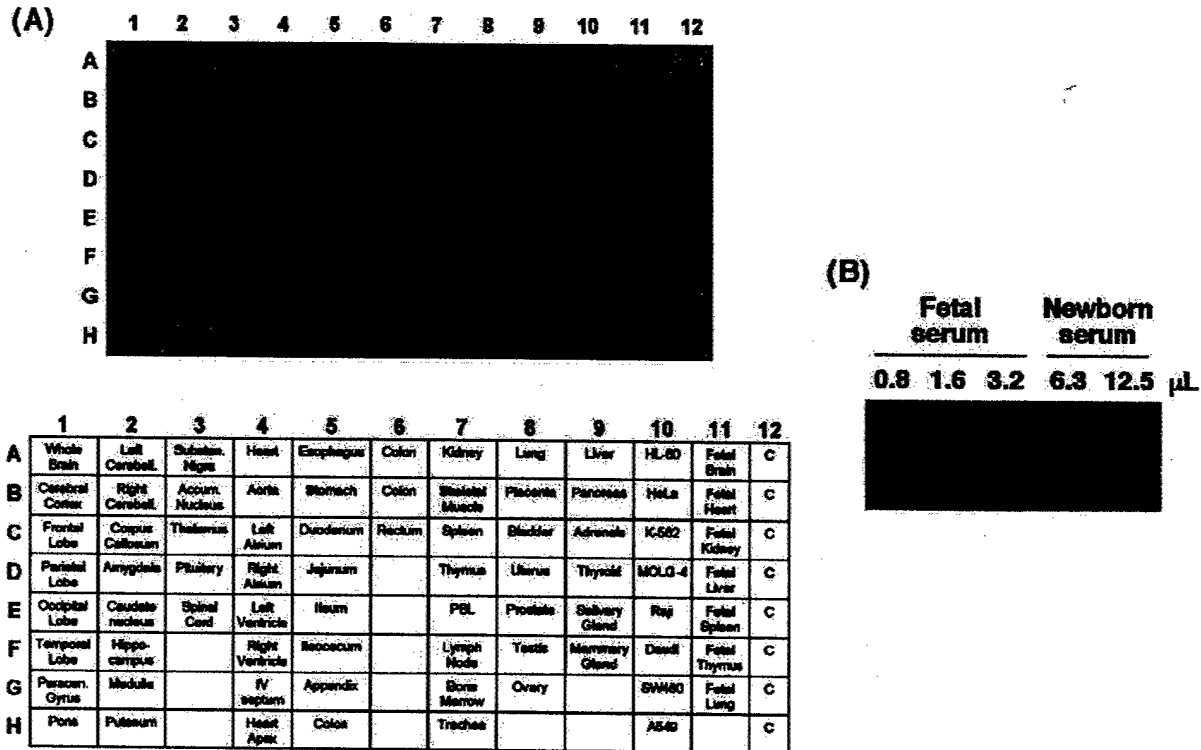 (A)
1 2 3 4 5 6 7 8 9 10 11 12
A
B
C
D
E
F
G
H
(B)
Fetal serum
Newborn serum
0.8 1.6 3.2 6.3 12.5 μL
1 2 3 4 5 6 7 8 9 10 11 12
A Whole Brain Left Cerebell. Substan. Nigra Heart Esophagus Colon Kidney Lung Liver HL-60 Fetal Brain C
B Cerebral Cortex Right Cerebell. Accum. Nucleus Aorta Stomach Colon Skeletal Muscle Placenta Pancreas HeLa Fetal Heart C
C Frontal Lobe Corpus Callosum Thalamus Left Atrium Duodenum Rectum Spleen Bladder Adrenals K-562 Fetal Kidney C
D Parietal Lobe Amygdala Pituitary Right Atrium Jejunum Thymus Uterus Thyroid MOLG-4 Fetal Liver C
E Occipital Lobe Caudate nucleus Spinal Cord Left Ventricle Ileum PBL Prostate Salivary Gland Raji Fetal Spleen C
F Temporal Lobe Hippo-campus Right Ventricle Ileocecum Lymph Node Testis Mammary Gland Daudi Fetal Thymus C
G Paracen. Gyrus Medulla IV septum Appendix Bone Marrow Ovary SW480 Fetal Lung C
H Pons Putamen Heart Apex Colon Trachea A549 C